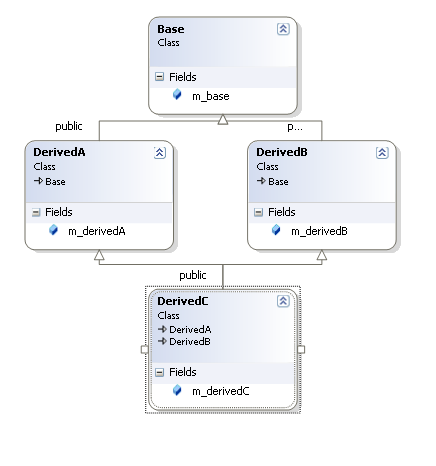 Base
Class
Fields
m_base
public
p...
DerivedA
Class
Base
Fields
m_derivedA
DerivedB
Class
Base
Fields
m_derivedB
public
DerivedC
Class
DerivedA
DerivedB
Fields
m_derivedC